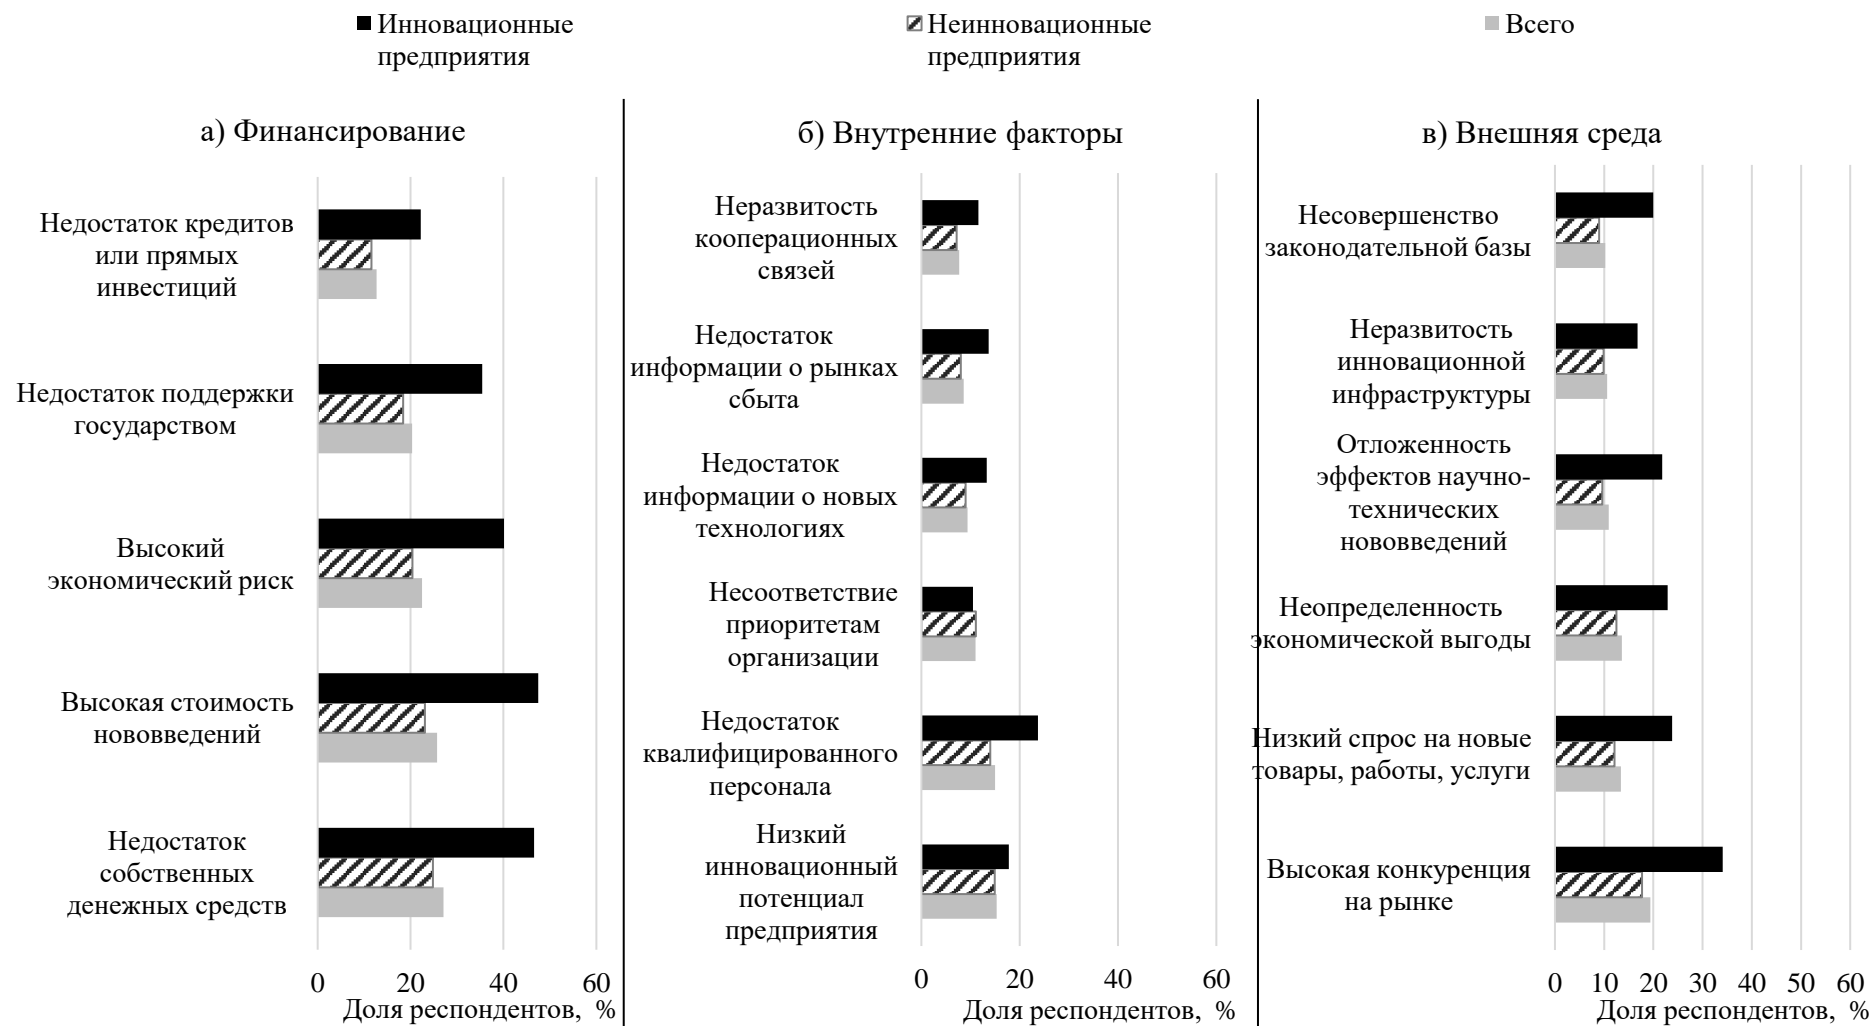 Инновационные
предприятия
Неинновационные
предприятия
Всего
а) Финансирование
Недостаток кредитов
или прямых
инвестиций
Недостаток поддержки
государством
Высокий
экономический риск
Высокая стоимость
нововведений
Недостаток
собственных
денежных средств
0 20 40 60
Доля респондентов, %
б) Внутренние факторы
Неразвитость
кооперационных
связей
Недостаток
информации о рынках
сбыта
Недостаток
информации о новых
технологиях
Несоответствие
приоритетам
организации
Недостаток
квалифицированного
персонала
Низкий
инновационный
потенциал
предприятия
0 20 40 60
Доля респондентов, %
в) Внешняя среда
Несовершенство
законодательной базы
Неразвитость
инновационной
инфраструктуры
Отложенность
эффектов научно-
технических
нововведений
Неопределенность
экономической выгоды
Низкий спрос на новые
товары, работы, услуги
Высокая конкуренция
на рынке
0 10 20 30 40 50 60
Доля респондентов, %